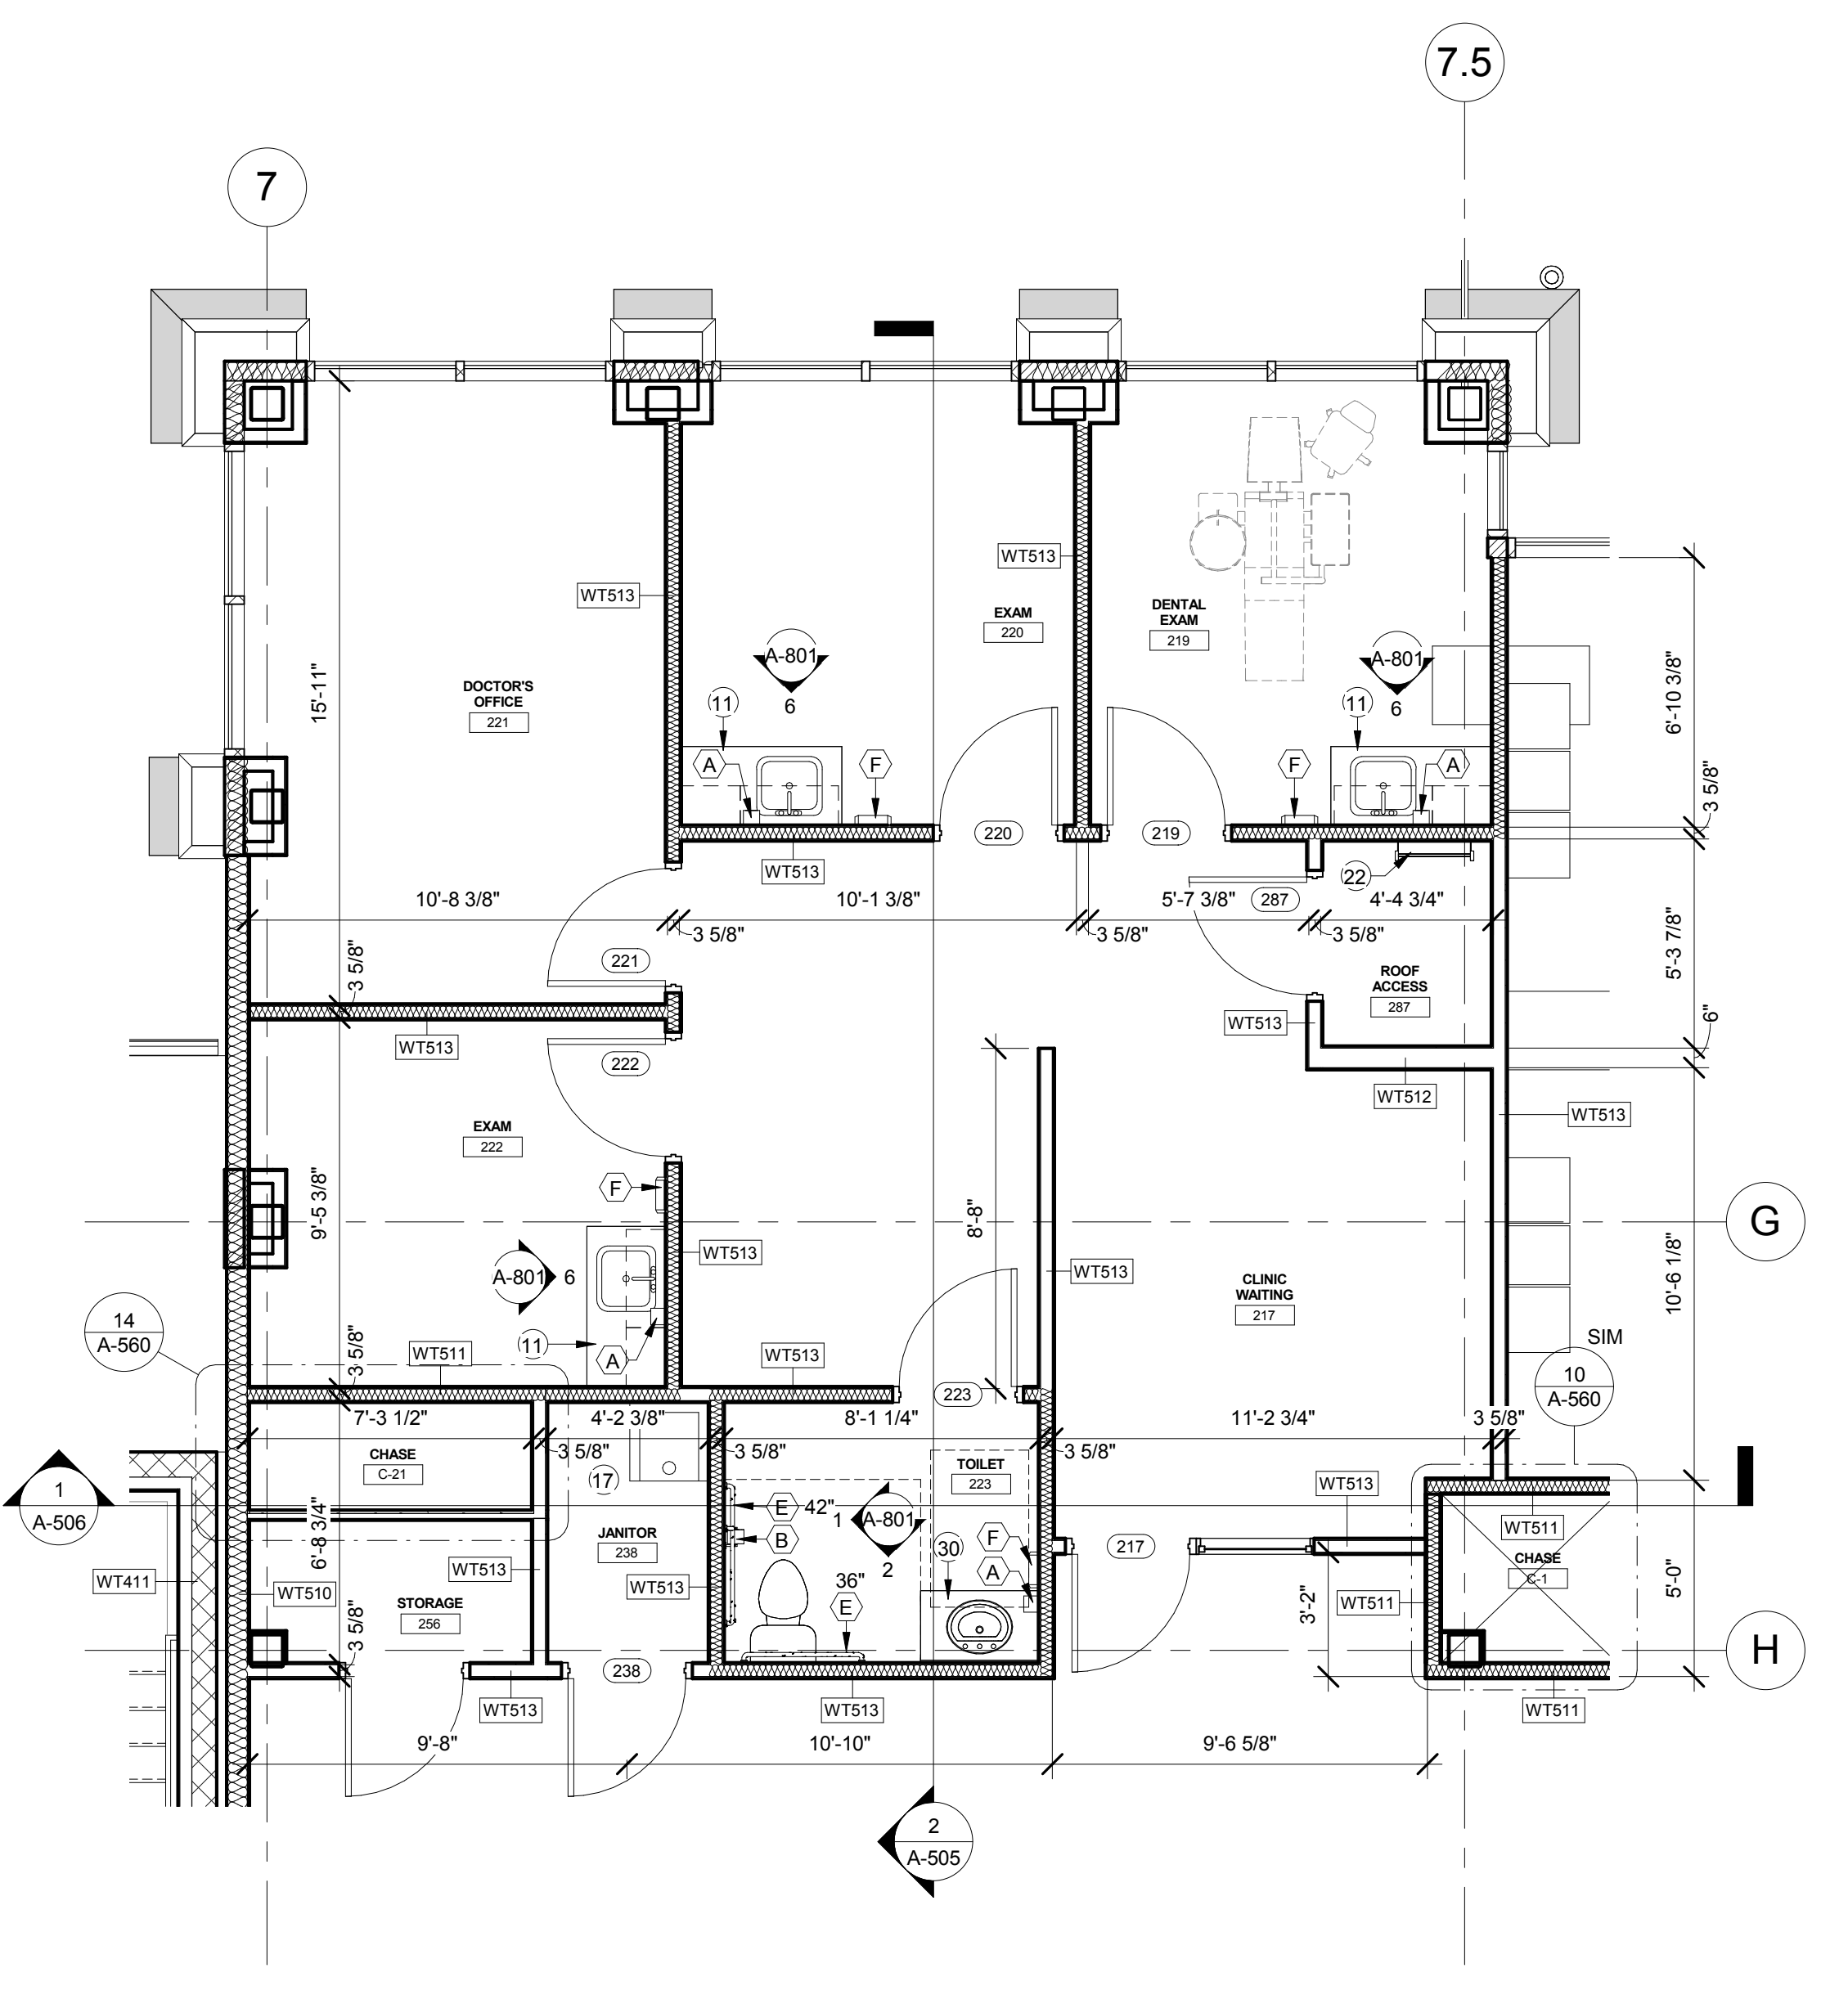 7.5
7
WT513
WT513
EXAM
220
DENTAL
EXAM
219
A-801
6
A-801
6
DOCTOR'S
OFFICE
221
15'-11"
6'-10 3/8"
11
11
A
F
F
A
3 5/8"
220
219
WT513
22
10'-8 3/8"
10'-1 3/8"
5'-7 3/8"
287
4'-4 3/4"
3 5/8"
3 5/8"
3 5/8"
5'-3 7/8"
221
3 5/8"
ROOF
ACCESS
287
WT513
6"
WT513
222
WT512
WT513
EXAM
222
F
9'-5 3/8"
8'-8"
G
WT513
WT513
A-801
6
CLINIC
WAITING
217
10'-6 1/8"
14
A-560
11
A
3 5/8"
WT511
WT513
SIM
10
A-560
223
7'-3 1/2"
4'-2 3/8"
8'-1 1/4"
11'-2 3/4"
3 5/8"
3 5/8"
3 5/8"
3 5/8"
CHASE
C-21
17
TOILET
223
WT513
1
A-506
6'-8 3/4"
E
42"
1
A-801
2
JANITOR
238
B
30
F
A
217
WT511
CHASE
C-1
WT411
WT510
WT513
WT513
36"
E
WT511
5'-0"
3'-2"
STORAGE
256
3 5/8"
H
238
WT513
WT513
WT511
9'-8"
10'-10"
9'-6 5/8"
2
A-505